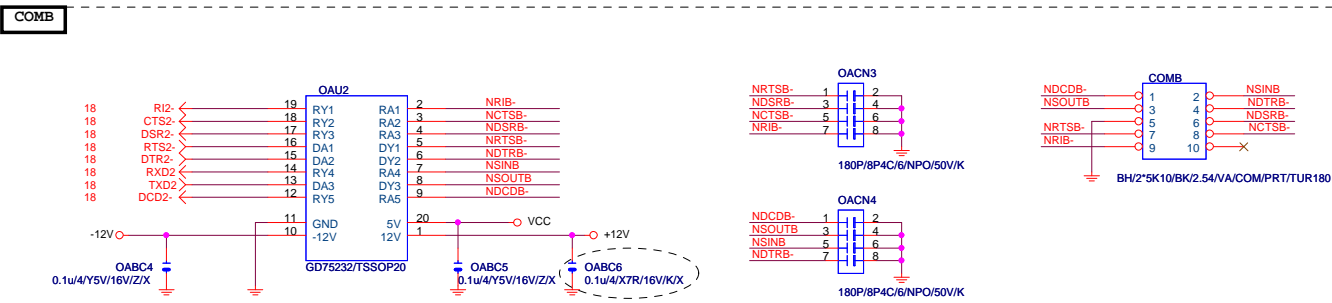 COMB
OAU2
18 RI2- 19 RY1 RA1 2 NRIB-
18 CTS2- 18 RY2 RA2 3 NCTSB-
18 DSR2- 17 RY3 RA3 4 NDSRB-
18 RTS2- 16 DA1 DY1 5 NRTSB-
18 DTR2- 15 DA2 DY2 6 NDTRB-
18 RXD2 14 RY4 RA4 7 NSINB
18 TXD2 13 DA3 DY3 8 NSOUTB
18 DCD2- 12 RY5 RA5 9 NDCDB-
11 GND 5V 20 VCC
-12V 10 -12V 12V 1 +12V
GD75232/TSSOP20
OABC4
0.1u/4/Y5V/16V/Z/X
OABC5
0.1u/4/Y5V/16V/Z/X
OABC6
0.1u/4/X7R/16V/K/X
OACN3
NRTSB- 1 2
NDSRB- 3 4
NCTSB- 5 6
NRIB- 7 8
180P/8P4C/6/NPO/50V/K
OACN4
NDCDB- 1 2
NSOUTB 3 4
NSINB 5 6
NDTRB- 7 8
180P/8P4C/6/NPO/50V/K
COMB
NDCDB- 1 2 NSINB
NSOUTB 3 4 NDTRB-
5 6 NDSRB-
NRTSB- 7 8 NCTSB-
NRIB- 9 10
BH/2*5K10/BK/2.54/VA/COM/PRT/TUR180